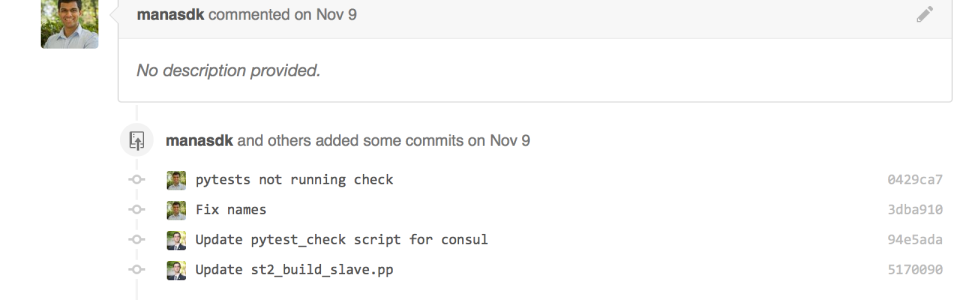 manasdk commented on Nov 9
No description provided.
manasdk and others added some commits on Nov 9
pytests not running check 0429ca7
Fix names 3dba910
Update pytest_check script for consul 94e5ada
Update st2_build_slave.pp 5170090